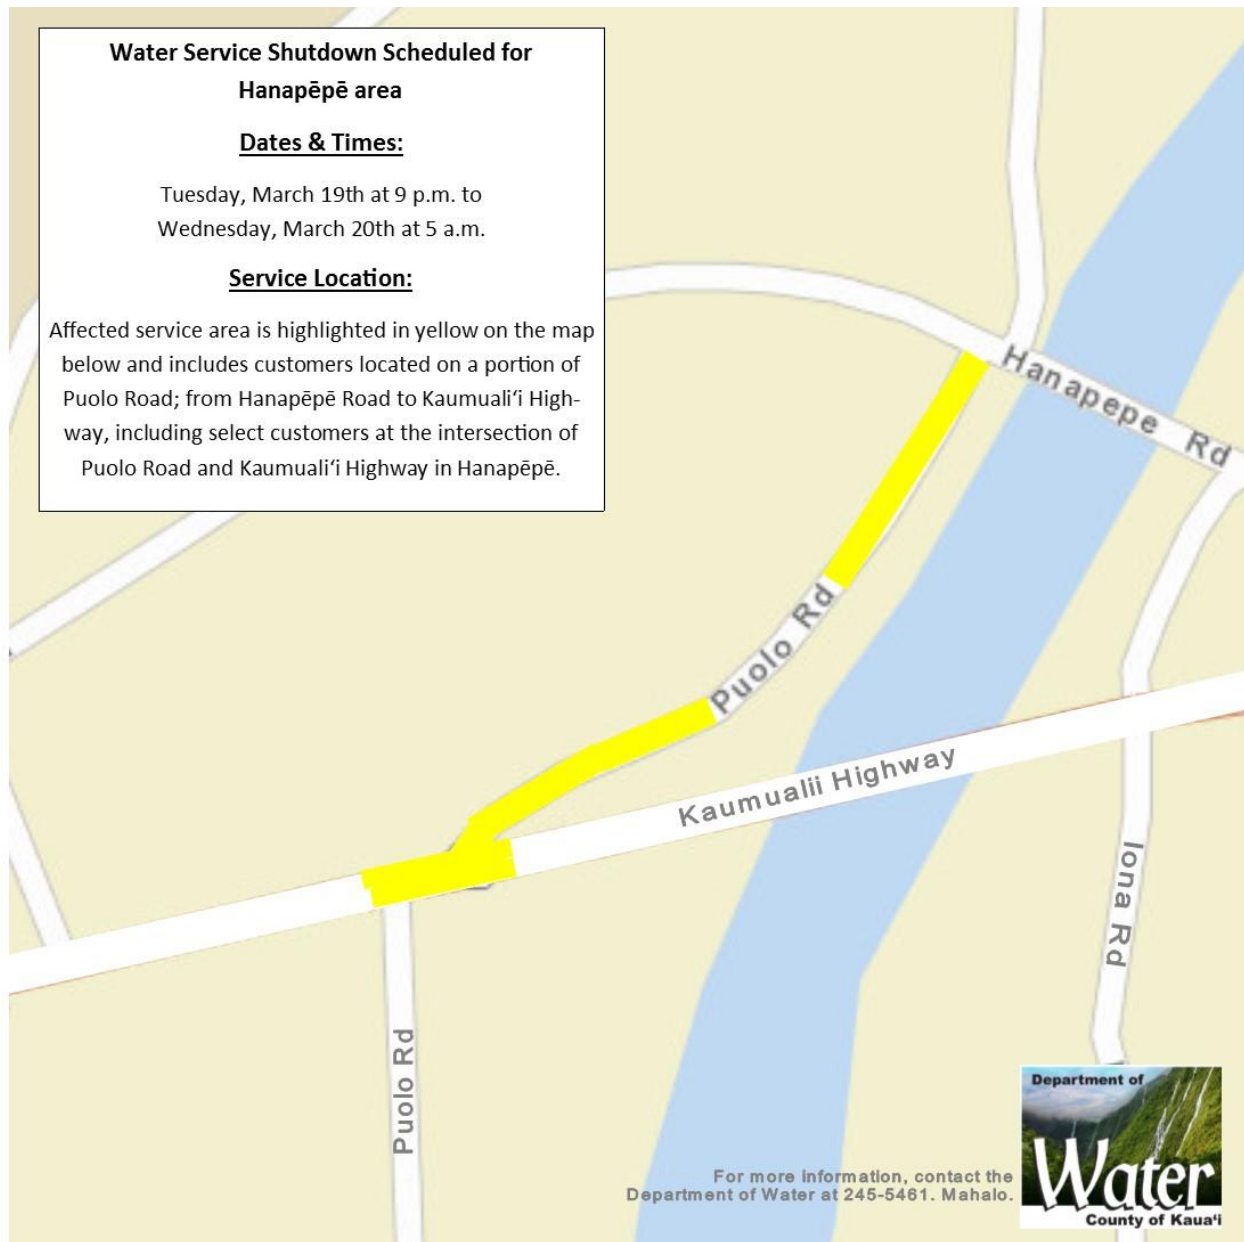 Water Service Shutdown Scheduled for
Hanapēpē area
Dates & Times:
Tuesday, March 19th at 9 p.m. to
Wednesday, March 20th at 5 a.m.
Service Location:
Affected service area is highlighted in yellow on the map
below and includes customers located on a portion of
Puolo Road; from Hanapēpē Road to Kaumualiʻi High-
way, including select customers at the intersection of
Puolo Road and Kaumualiʻi Highway in Hanapēpē.
Hanapepe Rd
Puolo Rd
Kaumualii Highway
Iona Rd
Puolo Rd
For more information, contact the
Department of Water at 245-5461. Mahalo.
Department of
Water
County of Kauaʻi